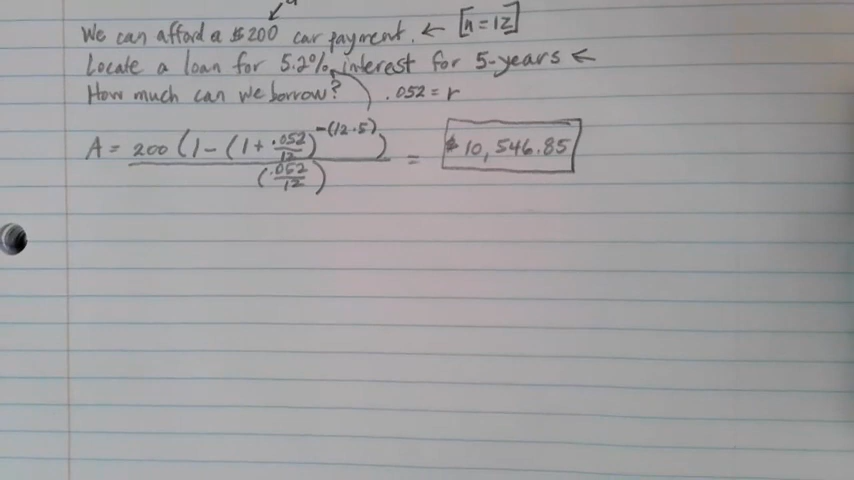 We can afford a $200 car payment. ← [n=12]
Locate a loan for 5.2% interest for 5-years ←
How much can we borrow? .052 = r
A = 200 (1 - (1 + .052/12)^-(12·5)) / (.052/12) = $10,546.85